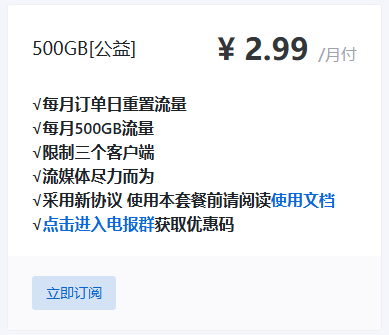 500GB[公益]
¥ 2.99 /月付
√每月订单日重置流量
√每月500GB流量
√限制三个客户端
√流媒体尽力而为
√采用新协议 使用本套餐前请阅读使用文档
√点击进入电报群获取优惠码
立即订阅